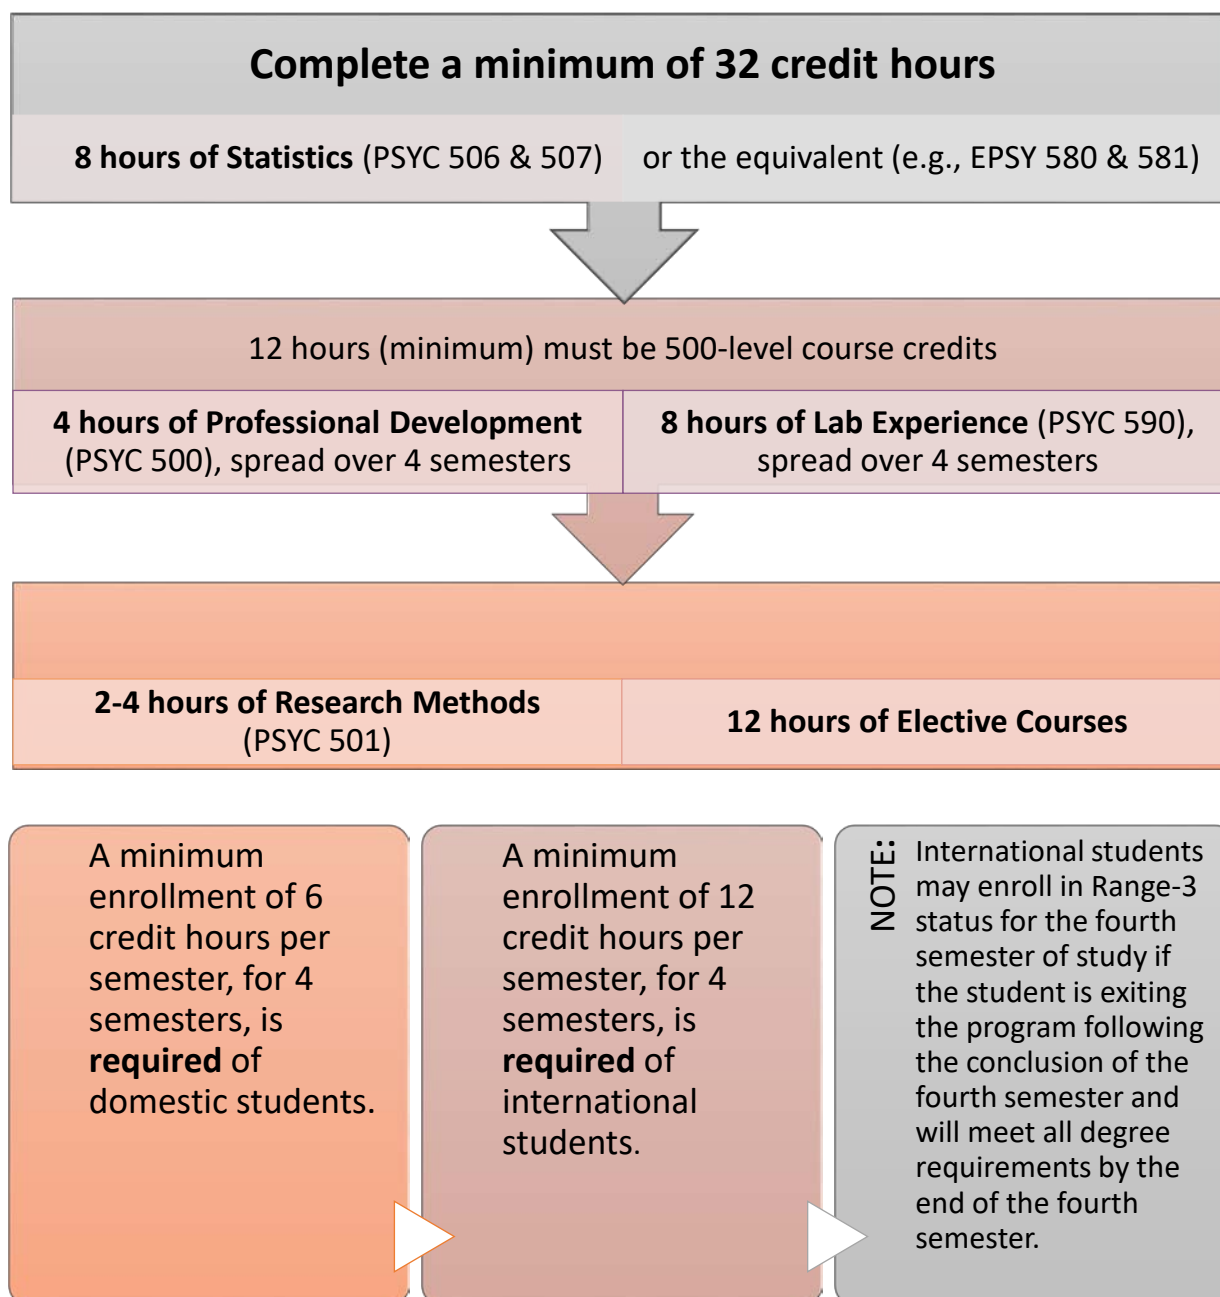 Complete a minimum of 32 credit hours
8 hours of Statistics (PSYC 506 & 507)
or the equivalent (e.g., EPSY 580 & 581)
12 hours (minimum) must be 500-level course credits
4 hours of Professional Development
(PSYC 500), spread over 4 semesters
8 hours of Lab Experience (PSYC 590),
spread over 4 semesters
2-4 hours of Research Methods
(PSYC 501)
12 hours of Elective Courses
A minimum
enrollment of 6
credit hours per
semester, for 4
semesters, is
required of
domestic students.
A minimum
enrollment of 12
credit hours per
semester, for 4
semesters, is
required of
international
students.
NOTE:
International students
may enroll in Range-3
status for the fourth
semester of study if
the student is exiting
the program following
the conclusion of the
fourth semester and
will meet all degree
requirements by the
end of the fourth
semester.